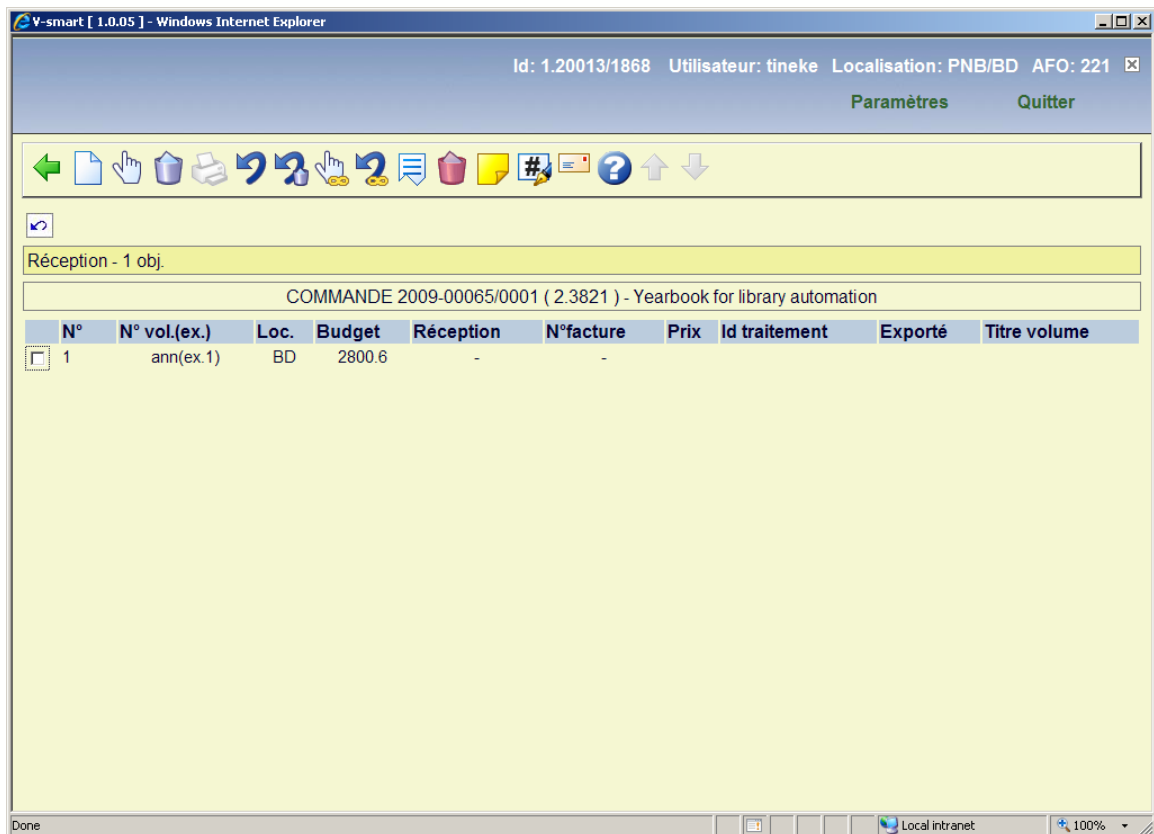 V-smart [ 1.0.05 ] - Windows Internet Explorer
Id: 1.20013/1868 Utilisateur: tineke Localisation: PNB/BD AFO: 221
Paramètres Quitter
Réception - 1 obj.
COMMANDE 2009-00065/0001 ( 2.3821 ) - Yearbook for library automation
N° N° vol.(ex.) Loc. Budget Réception N°facture Prix Id traitement Exporté Titre volume
1 ann(ex.1) BD 2800.6 - -
Done Local intranet 100%